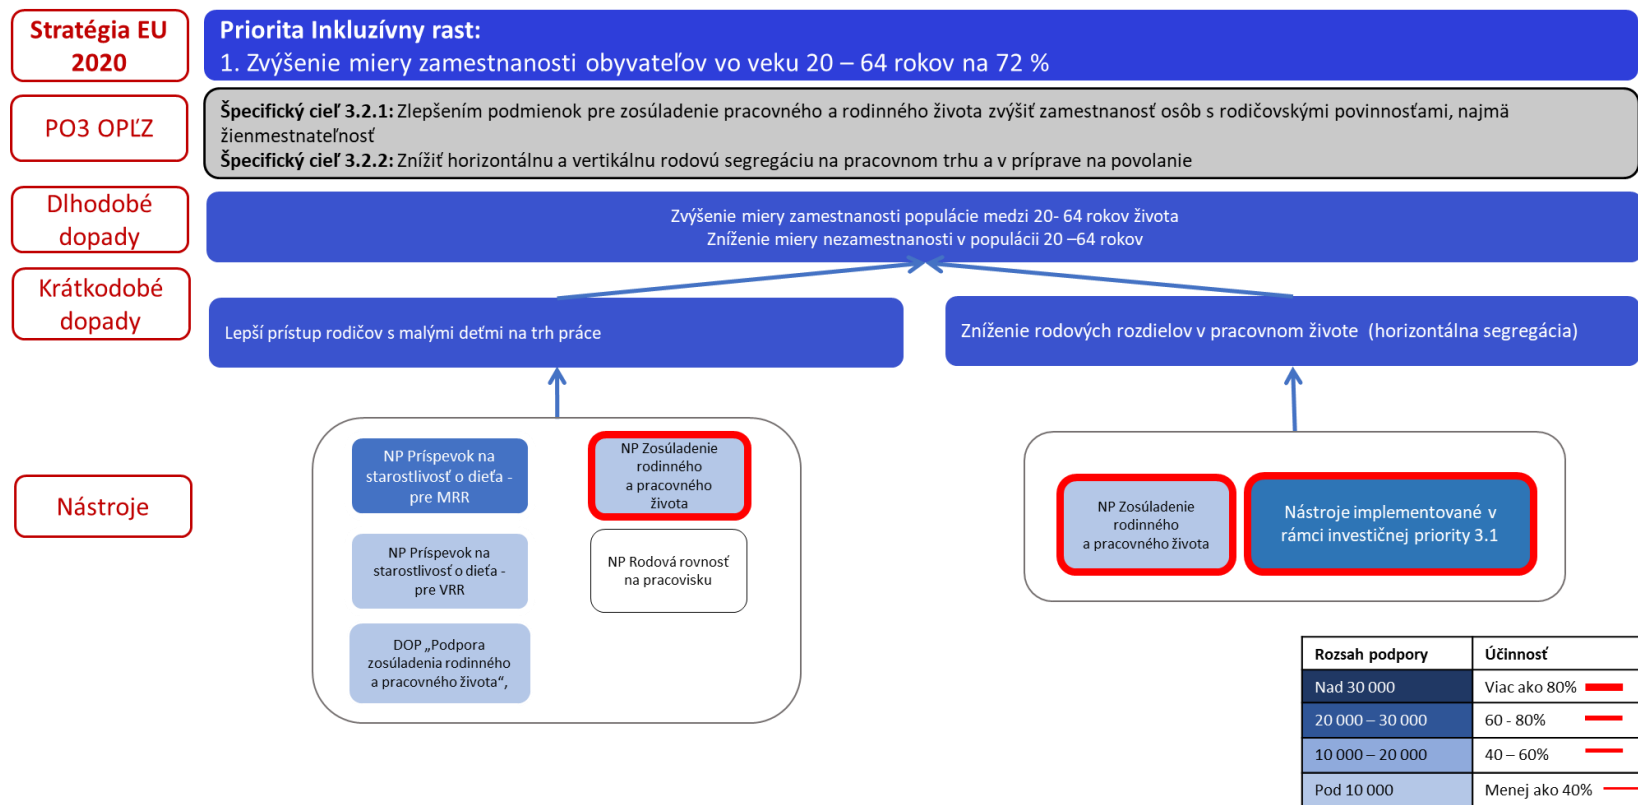 Stratégia EU
2020
Priorita Inkluzívny rast:
1. Zvýšenie miery zamestnanosti obyvateľov vo veku 20 – 64 rokov na 72 %
PO3 OPĽZ
Špecifický cieľ 3.2.1: Zlepšením podmienok pre zosúladenie pracovného a rodinného života zvýšiť zamestnanosť osôb s rodičovskými povinnosťami, najmä
žienmestnateľnosť
Špecifický cieľ 3.2.2: Znížiť horizontálnu a vertikálnu rodovú segregáciu na pracovnom trhu a v príprave na povolanie
Dlhodobé
dopady
Zvýšenie miery zamestnanosti populácie medzi 20- 64 rokov života
Zníženie miery nezamestnanosti v populácii 20 –64 rokov
Krátkodobé
dopady
Lepší prístup rodičov s malými deťmi na trh práce
Zníženie rodových rozdielov v pracovnom živote (horizontálna segregácia)
Nástroje
NP Príspevok na
starostlivosť o dieťa -
pre MRR
NP Zosúladenie
rodinného
a pracovného
života
NP Príspevok na
starostlivosť o dieťa -
pre VRR
NP Rodová rovnosť
na pracovisku
DOP „Podpora
zosúladenia rodinného
a pracovného života“,
NP Zosúladenie
rodinného
a pracovného života
Nástroje implementované v
rámci investičnej priority 3.1
Rozsah podpory Účinnosť
Nad 30 000 Viac ako 80%
20 000 – 30 000 60 - 80%
10 000 – 20 000 40 – 60%
Pod 10 000 Menej ako 40%